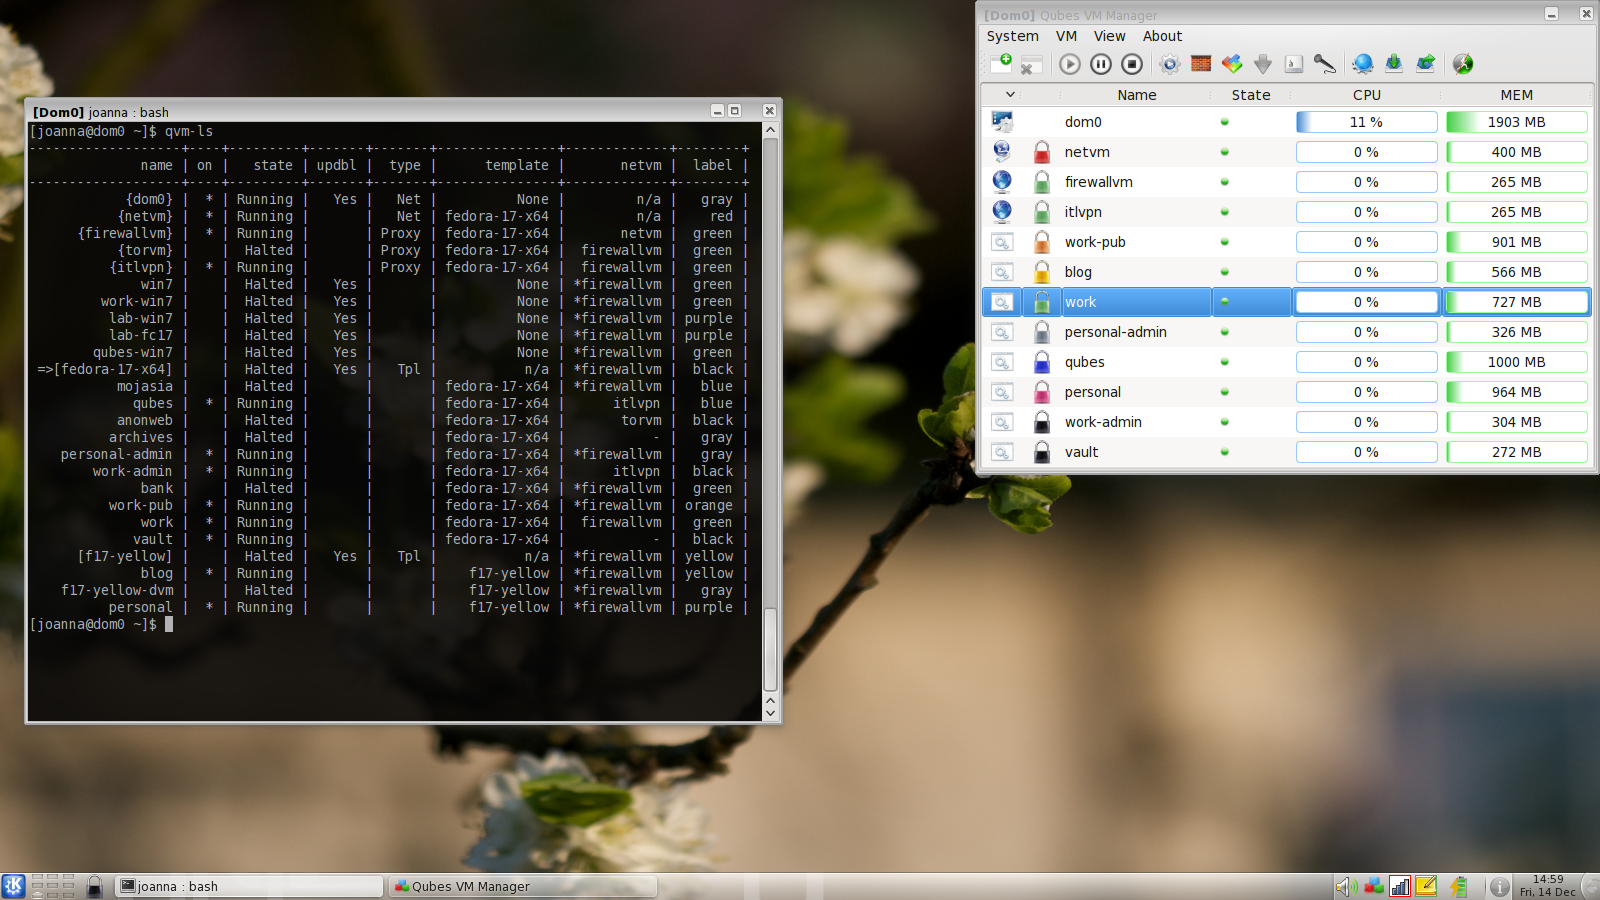 [Dom0] joanna : bash
[joanna@dom0 ~]$ qvm-ls
-------------------+----+---------+-------+-------+---------------+-------------+--------+
name | on | state | updbl | type | template | netvm | label |
-------------------+----+---------+-------+-------+---------------+-------------+--------+
{dom0} | * | Running | Yes | Net | None | n/a | gray |
{netvm} | * | Running | | Net | fedora-17-x64 | n/a | red |
{firewallvm} | * | Running | | Proxy | fedora-17-x64 | netvm | green |
{torvm} | | Halted | | Proxy | fedora-17-x64 | firewallvm | green |
{itlvpn} | * | Running | | Proxy | fedora-17-x64 | firewallvm | green |
win7 | | Halted | Yes | | None | *firewallvm | green |
work-win7 | | Halted | Yes | | None | *firewallvm | green |
lab-win7 | | Halted | Yes | | None | *firewallvm | purple |
lab-fc17 | | Halted | Yes | | None | *firewallvm | purple |
qubes-win7 | | Halted | Yes | | None | *firewallvm | green |
=>[fedora-17-x64] | | Halted | Yes | Tpl | n/a | *firewallvm | black |
mojasia | | Halted | | | fedora-17-x64 | *firewallvm | blue |
qubes | * | Running | | | fedora-17-x64 | itlvpn | blue |
anonweb | | Halted | | | fedora-17-x64 | torvm | black |
archives | | Halted | | | fedora-17-x64 | - | gray |
personal-admin | * | Running | | | fedora-17-x64 | *firewallvm | gray |
work-admin | * | Running | | | fedora-17-x64 | itlvpn | black |
bank | | Halted | | | fedora-17-x64 | *firewallvm | green |
work-pub | * | Running | | | fedora-17-x64 | *firewallvm | orange |
work | * | Running | | | fedora-17-x64 | firewallvm | green |
vault | * | Running | | | fedora-17-x64 | - | black |
[f17-yellow] | | Halted | Yes | Tpl | n/a | *firewallvm | yellow |
blog | * | Running | | | f17-yellow | *firewallvm | yellow |
f17-yellow-dvm | | Halted | | | f17-yellow | *firewallvm | gray |
personal | * | Running | | | f17-yellow | *firewallvm | purple |
[joanna@dom0 ~]$
[Dom0] Qubes VM Manager
System VM View About
Name State CPU MEM
dom0 11 % 1903 MB
netvm 0 % 400 MB
firewallvm 0 % 265 MB
itlvpn 0 % 265 MB
work-pub 0 % 901 MB
blog 0 % 566 MB
work 0 % 727 MB
personal-admin 0 % 326 MB
qubes 0 % 1000 MB
personal 0 % 964 MB
work-admin 0 % 304 MB
vault 0 % 272 MB
joanna : bash
Qubes VM Manager
14:59
Fri, 14 Dec